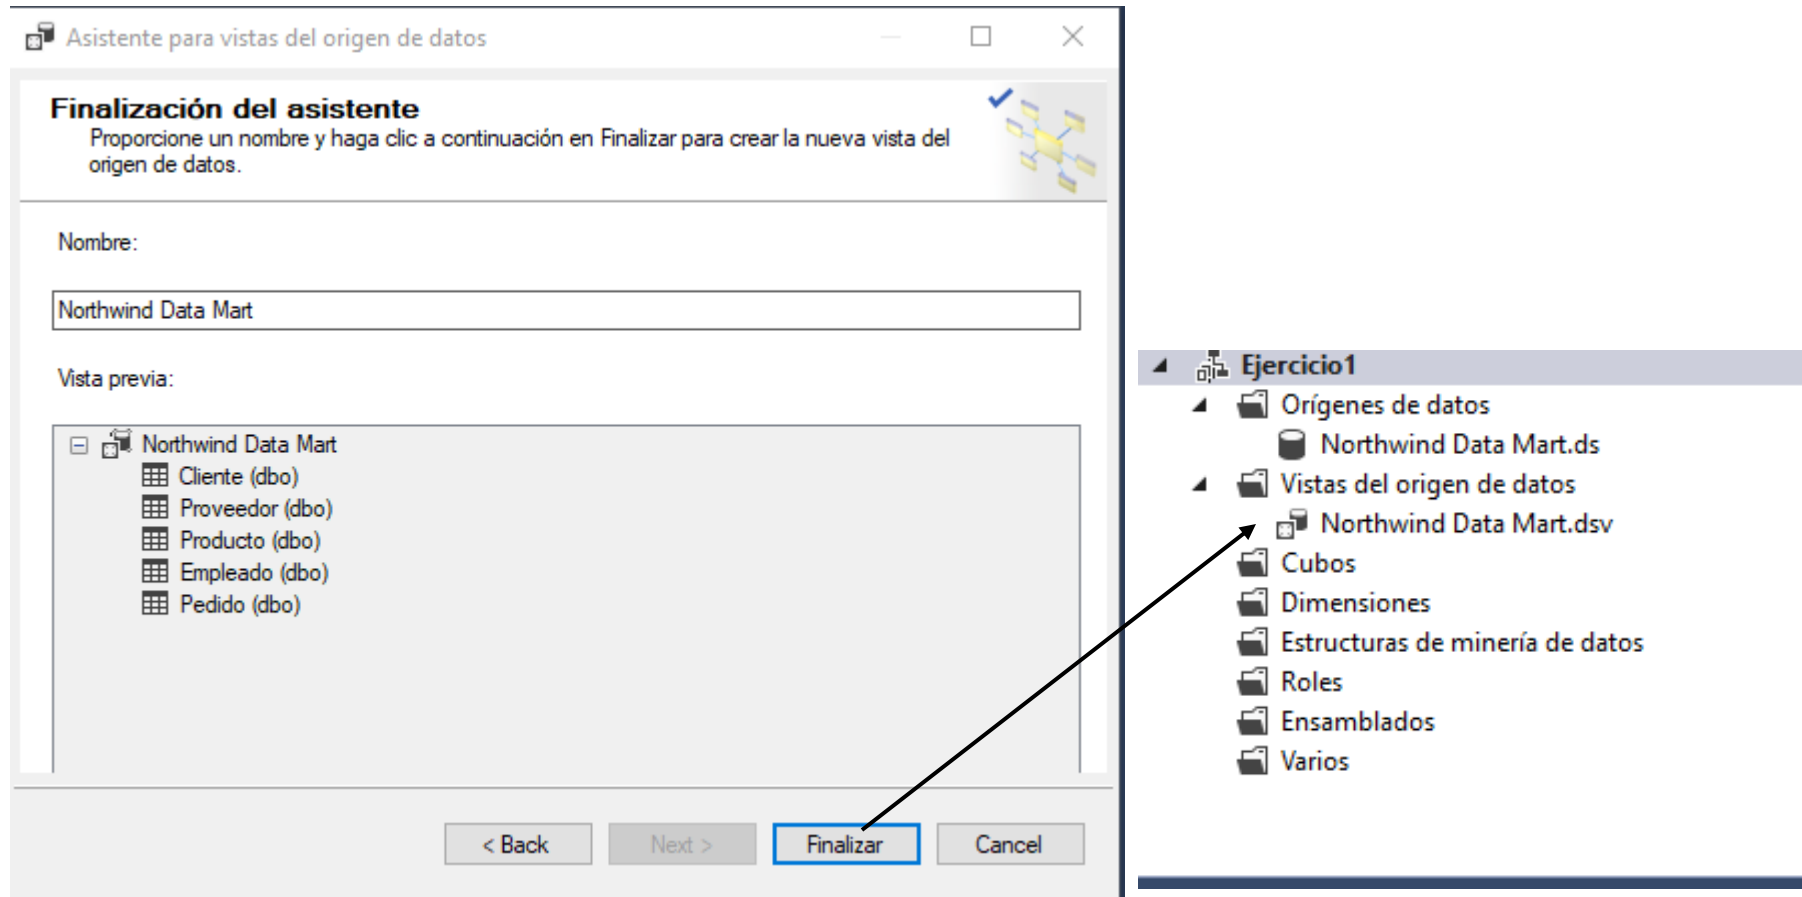 Asistente para vistas del origen de datos
Finalización del asistente
Proporcione un nombre y haga clic a continuación en Finalizar para crear la nueva vista del
origen de datos.
Nombre:
Northwind Data Mart
Vista previa:
Northwind Data Mart
Cliente (dbo)
Proveedor (dbo)
Producto (dbo)
Empleado (dbo)
Pedido (dbo)
< Back
Next >
Finalizar
Cancel
Ejercicio1
Orígenes de datos
Northwind Data Mart.ds
Vistas del origen de datos
Northwind Data Mart.dsv
Cubos
Dimensiones
Estructuras de minería de datos
Roles
Ensamblados
Varios